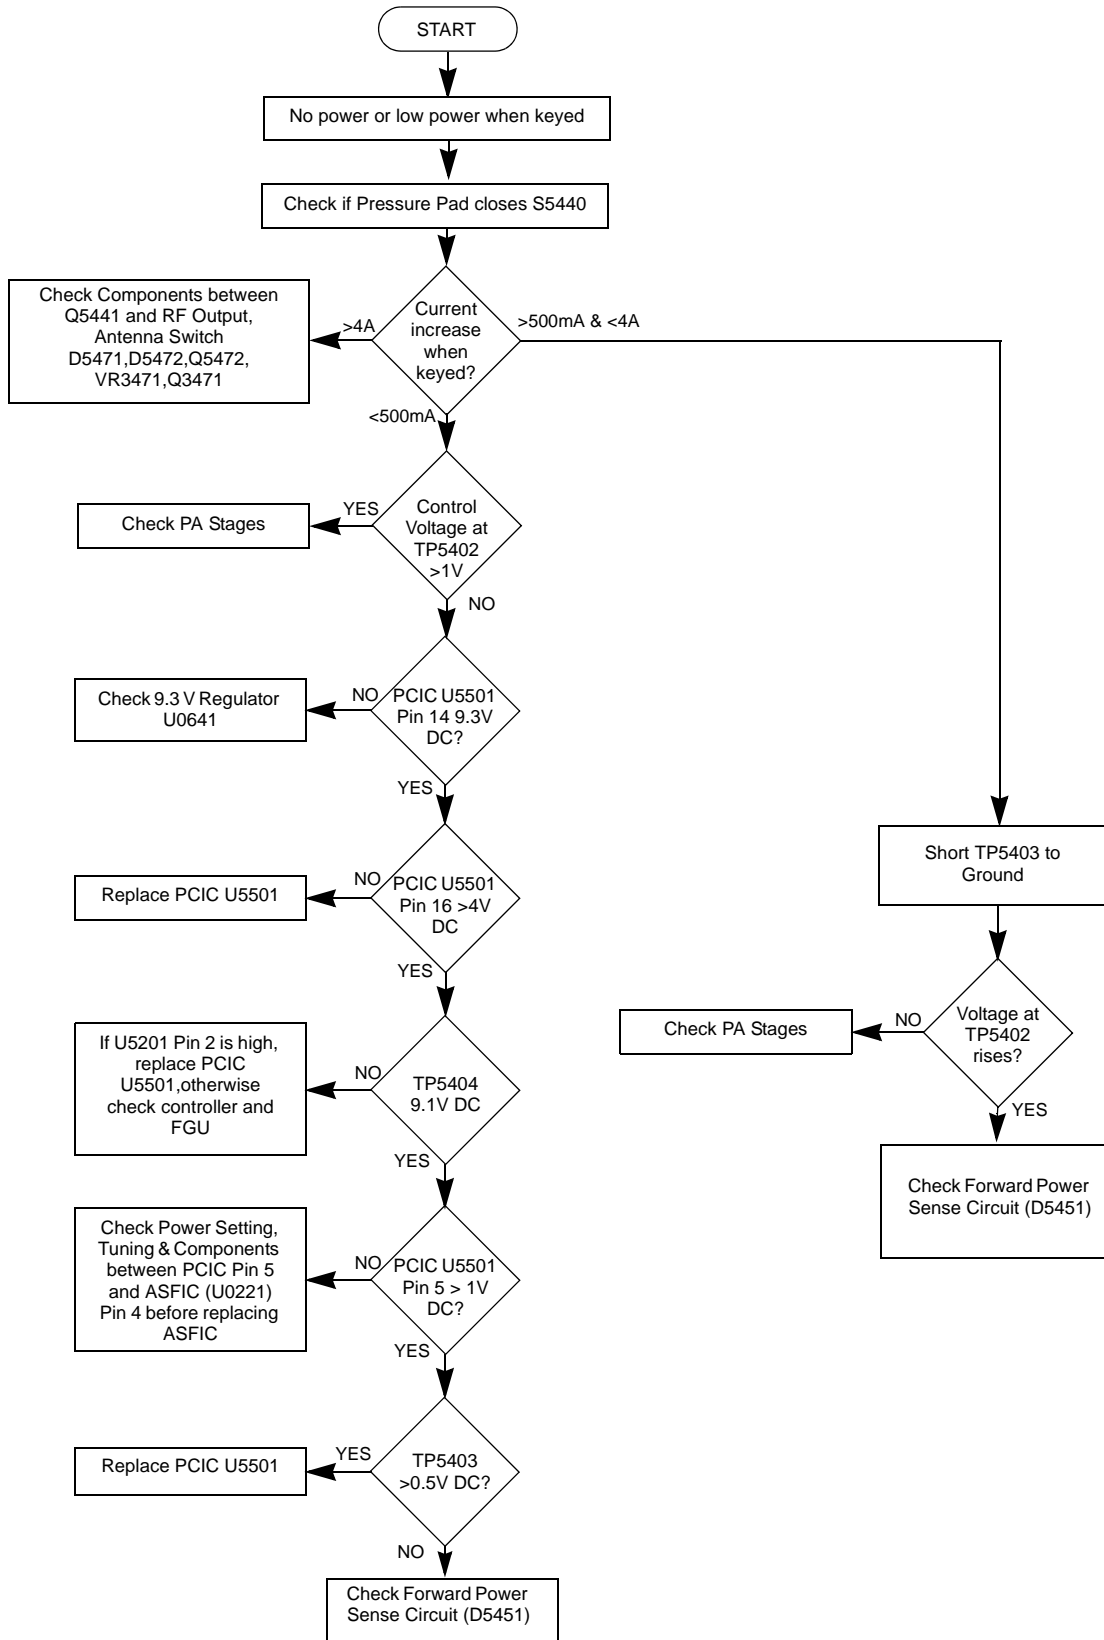 START
No power or low power when keyed
Check if Pressure Pad closes S5440
Check Components between
Q5441 and RF Output,
Antenna Switch
D5471,D5472,Q5472,
VR3471,Q3471
>4A
Current
increase
when
keyed?
>500mA & <4A
<500mA
Check PA Stages
YES
Control
Voltage at
TP5402
>1V
NO
Check 9.3 V Regulator
U0641
NO
PCIC U5501
Pin 14 9.3V
DC?
YES
Replace PCIC U5501
NO
PCIC U5501
Pin 16 >4V
DC
YES
If U5201 Pin 2 is high,
replace PCIC
U5501,otherwise
check controller and
FGU
NO
TP5404
9.1V DC
YES
Check Power Setting,
Tuning & Components
between PCIC Pin 5
and ASFIC (U0221)
Pin 4 before replacing
ASFIC
NO
PCIC U5501
Pin 5 > 1V
DC?
YES
Replace PCIC U5501
YES
TP5403
>0.5V DC?
NO
Check Forward Power
Sense Circuit (D5451)
Short TP5403 to
Ground
Check PA Stages
NO
Voltage at
TP5402
rises?
YES
Check Forward Power
Sense Circuit (D5451)